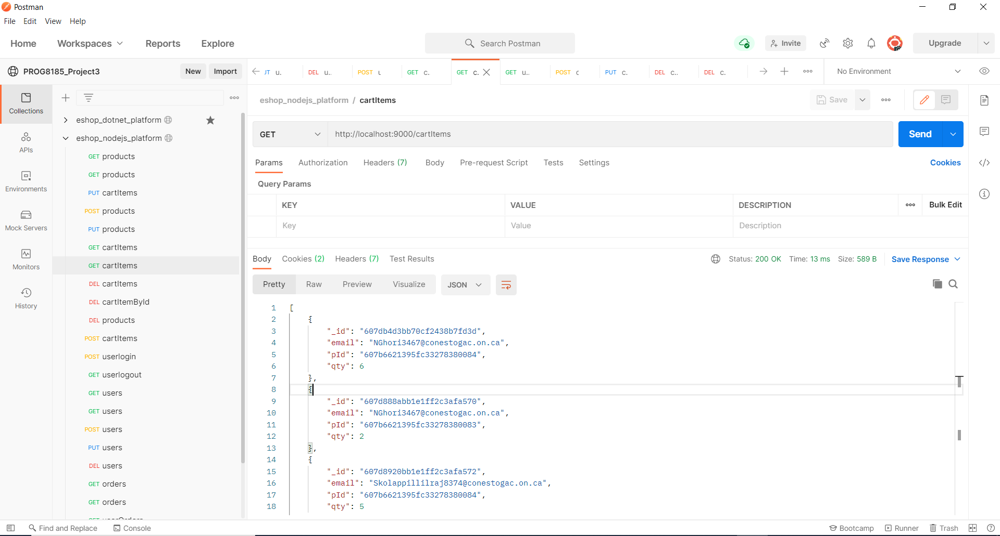 Postman
File Edit View Help
Home Workspaces Reports Explore Search Postman Invite Upgrade
PROG8185_Project3 New Import
UT u. DEL u.. POST GET c. GET c. GET u.. POST c PUT c. DEL c.. DEL c. No Environment
Collections
APIs
Environments
Mock Servers
Monitors
History
eshop_dotnet_platform
eshop_nodejs_platform
GET products
GET products
PUT cartItems
POST products
PUT products
GET cartItems
GET cartItems
DEL cartItems
DEL cartItemById
DEL products
POST cartItems
POST userlogin
GET userlogout
GET users
GET users
POST users
PUT users
DEL users
GET orders
GET orders
GET userOrders
eshop_nodejs_platform / cartItems Save
GET http://localhost:9000/cartItems Send
Params Authorization Headers (7) Body Pre-request Script Tests Settings Cookies
Query Params
KEY VALUE DESCRIPTION Bulk Edit
Key Value Description
Body Cookies (2) Headers (7) Test Results Status: 200 OK Time: 13 ms Size: 589 B Save Response
Pretty Raw Preview Visualize JSON
1 [
2 {
3 "_id": "607db4d3bb70cf2438b7fd3d",
4 "email": "NGhori3467@conestogac.on.ca",
5 "pId": "607b6621395fc33278380084",
6 "qty": 6
7 },
8 {
9 "_id": "607d888abb1e1ff2c3afa570",
10 "email": "NGhori3467@conestogac.on.ca",
11 "pId": "607b6621395fc33278380083",
12 "qty": 2
13 },
14 {
15 "_id": "607d8920bb1e1ff2c3afa572",
16 "email": "Skolappillilraj8374@conestogac.on.ca",
17 "pId": "607b6621395fc33278380084",
18 "qty": 5
Find and Replace Console Bootcamp Runner Trash